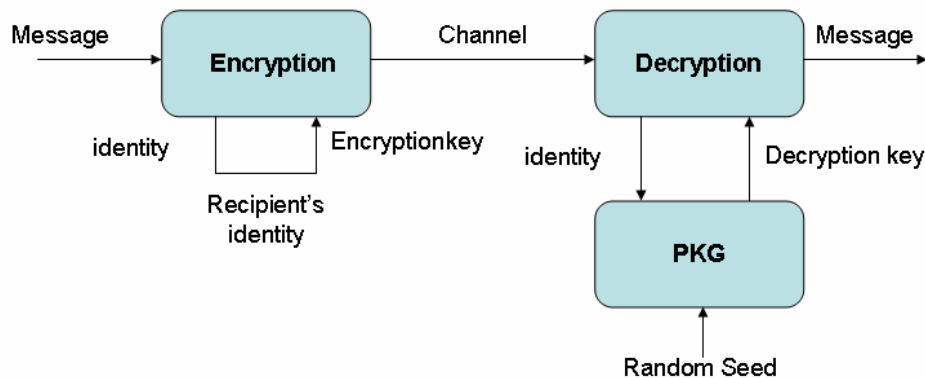 Message
Encryption
Channel
Decryption
Message
identity
Encryptionkey
Recipient's
identity
identity
Decryption key
PKG
Random Seed